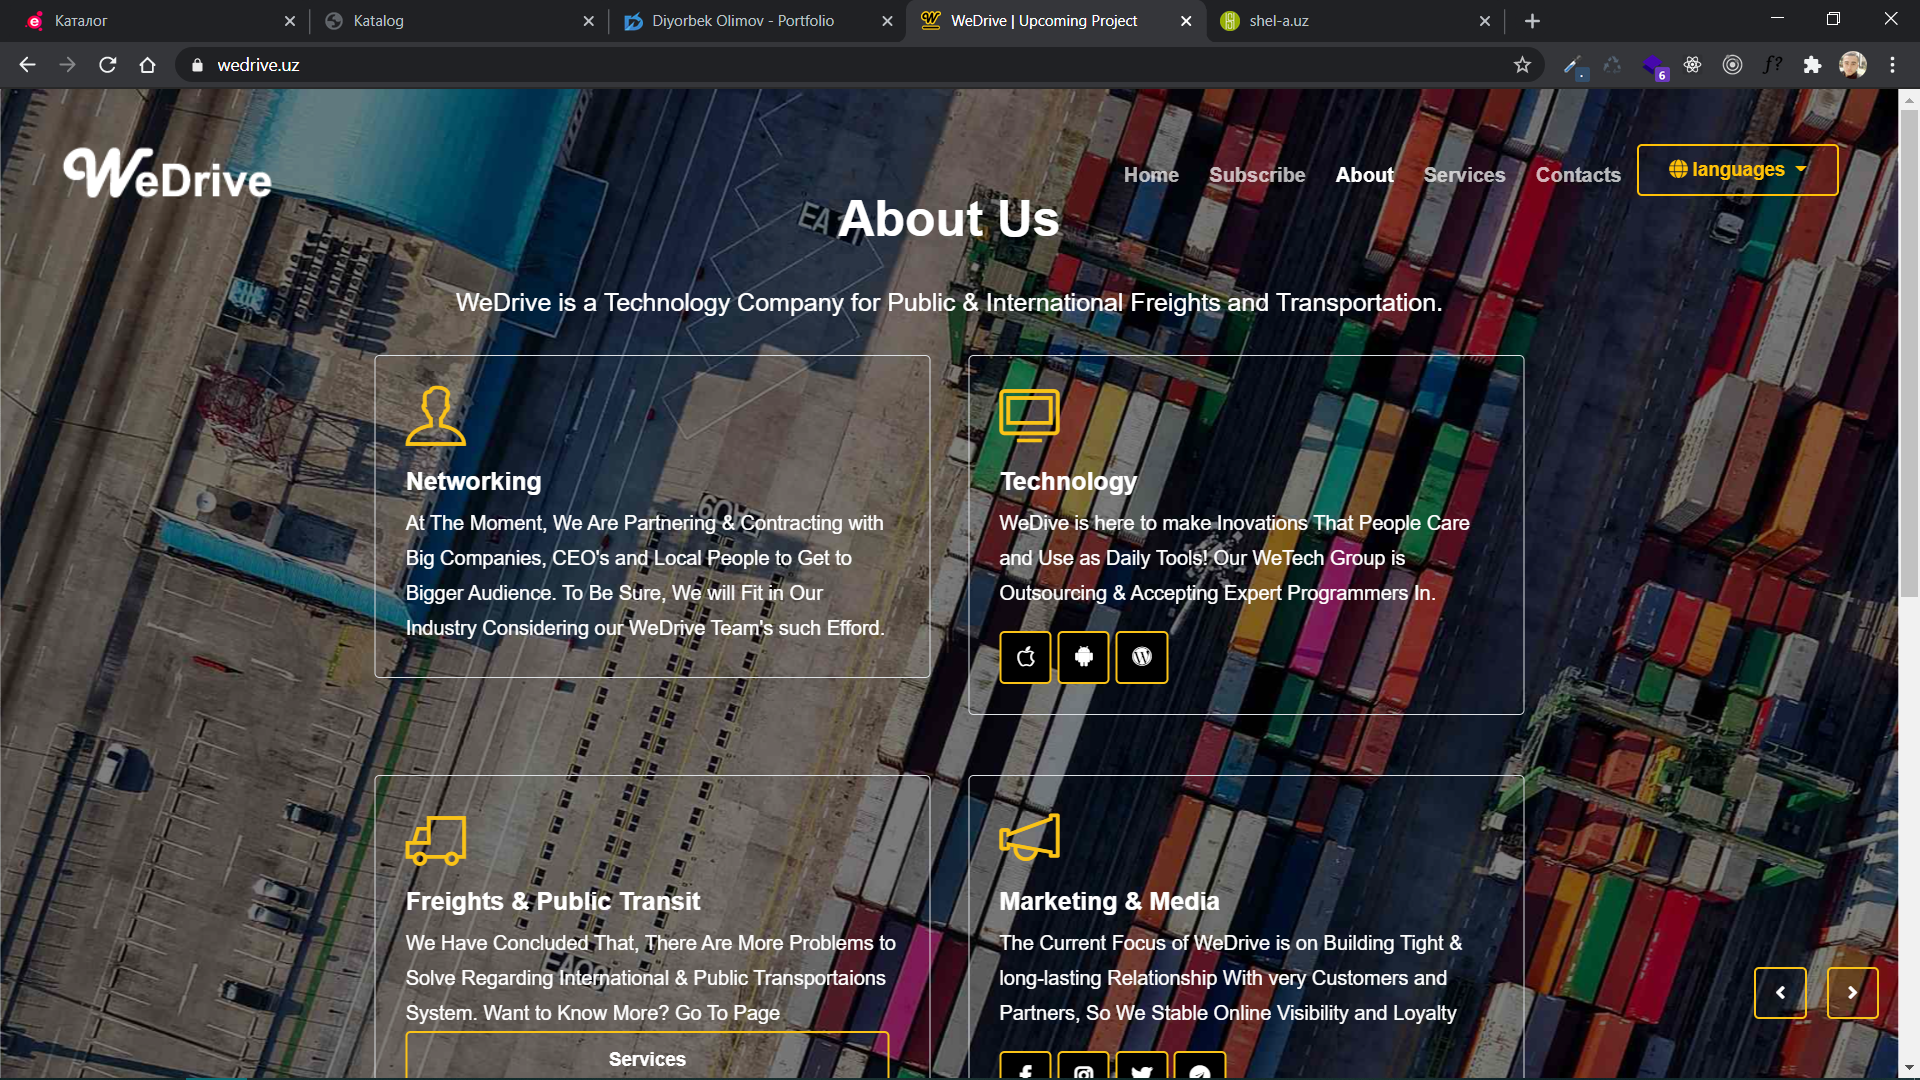 Каталог
Katalog
Diyorbek Olimov - Portfolio
WeDrive | Upcoming Project
shel-a.uz
wedrive.uz
6
f?
WeDrive
Home
Subscribe
About
Services
Contacts
languages
About Us
WeDrive is a Technology Company for Public & International Freights and Transportation.
Networking
At The Moment, We Are Partnering & Contracting with
Big Companies, CEO's and Local People to Get to
Bigger Audience. To Be Sure, We will Fit in Our
Industry Considering our WeDrive Team's such Efford.
Technology
WeDive is here to make Inovations That People Care
and Use as Daily Tools! Our WeTech Group is
Outsourcing & Accepting Expert Programmers In.
Freights & Public Transit
We Have Concluded That, There Are More Problems to
Solve Regarding International & Public Transportaions
System. Want to Know More? Go To Page
Services
Marketing & Media
The Current Focus of WeDrive is on Building Tight &
long-lasting Relationship With very Customers and
Partners, So We Stable Online Visibility and Loyalty